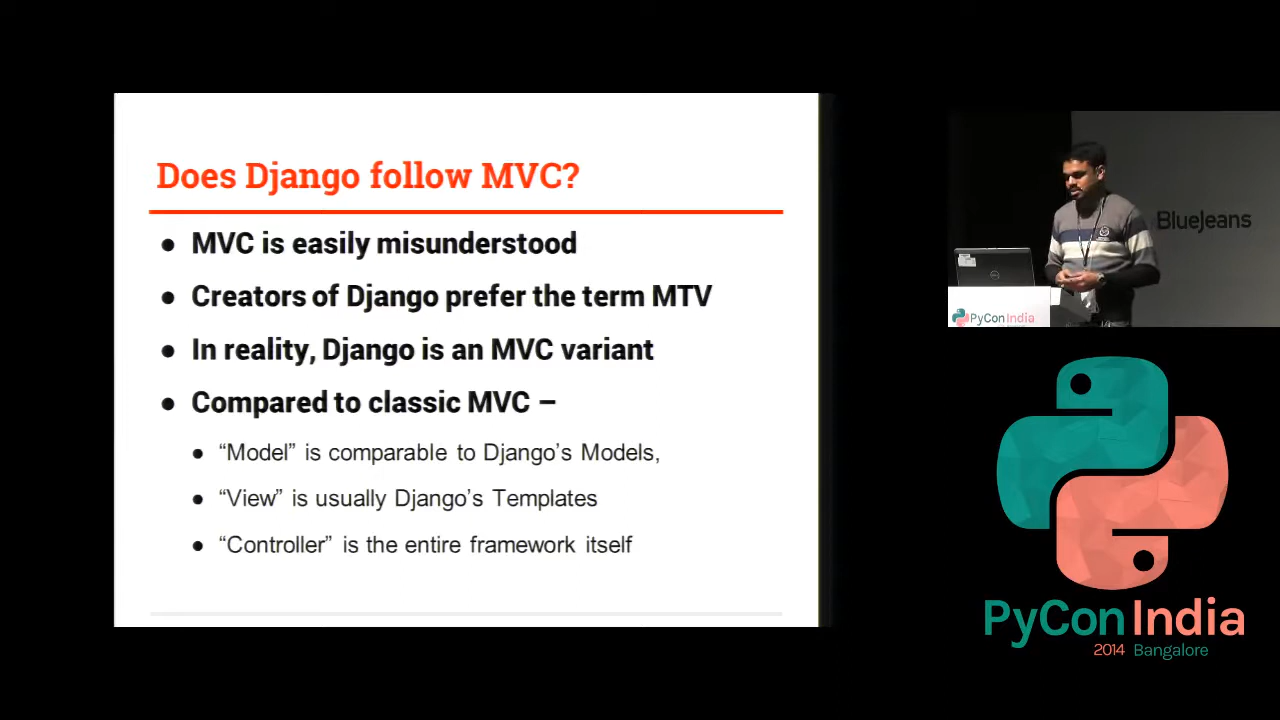 Does Django follow MVC?
● MVC is easily misunderstood
● Creators of Django prefer the term MTV
● In reality, Django is an MVC variant
● Compared to classic MVC –
● “Model” is comparable to Django’s Models,
● “View” is usually Django’s Templates
● “Controller” is the entire framework itself
BlueJeans
PyCon India
PyCon India
2014 Bangalore